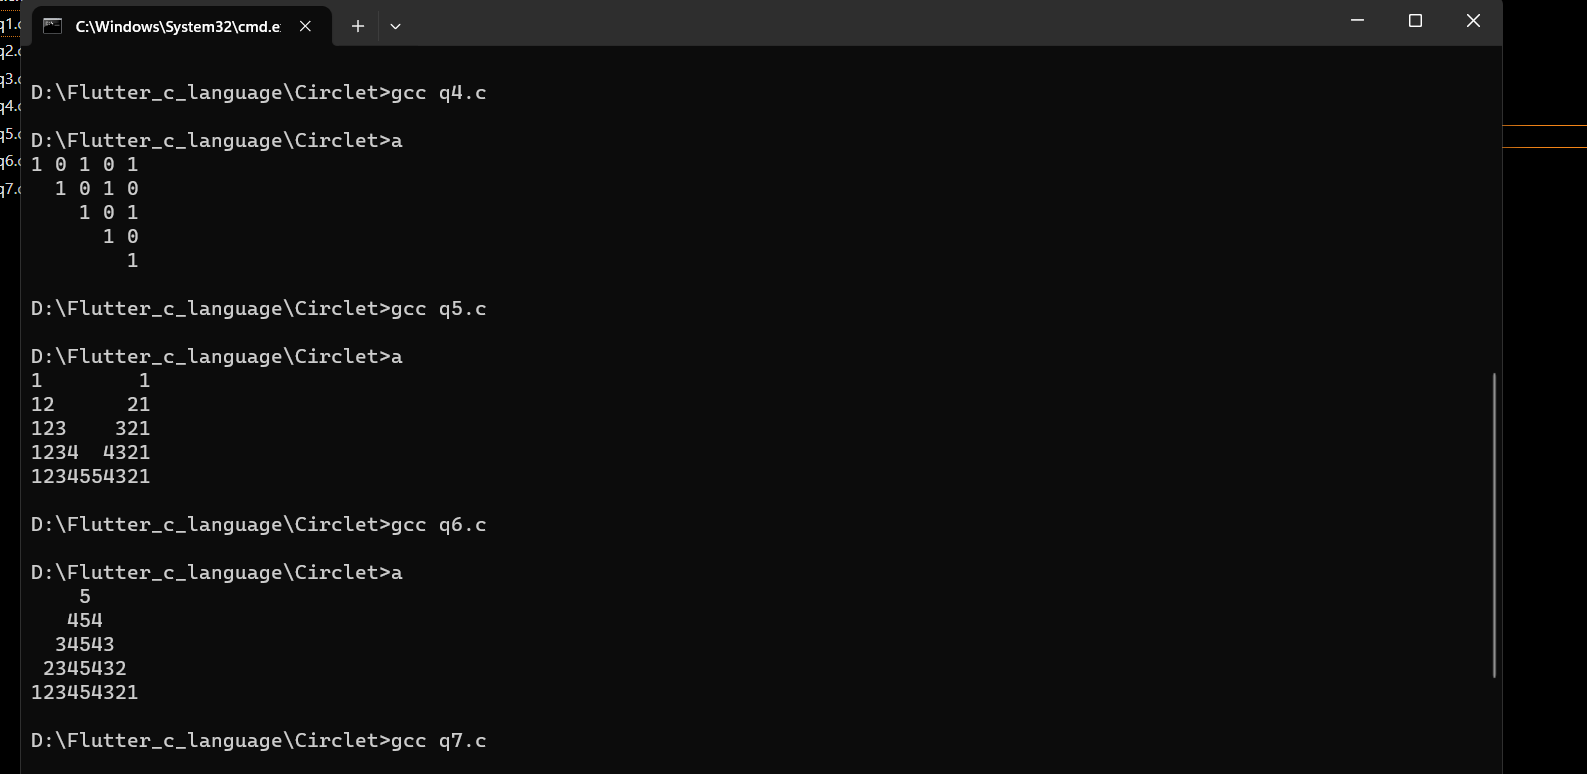 C:\Windows\System32\cmd.e
q1.c
q2.c
q3.c
q4.c
q5.c
q6.c
q7.c
D:\Flutter_c_language\Circlet>gcc q4.c
D:\Flutter_c_language\Circlet>a
1 0 1 0 1
  1 0 1 0
    1 0 1
      1 0
        1
D:\Flutter_c_language\Circlet>gcc q5.c
D:\Flutter_c_language\Circlet>a
1        1
12      21
123    321
1234  4321
1234554321
D:\Flutter_c_language\Circlet>gcc q6.c
D:\Flutter_c_language\Circlet>a
    5
   454
  34543
 2345432
123454321
D:\Flutter_c_language\Circlet>gcc q7.c